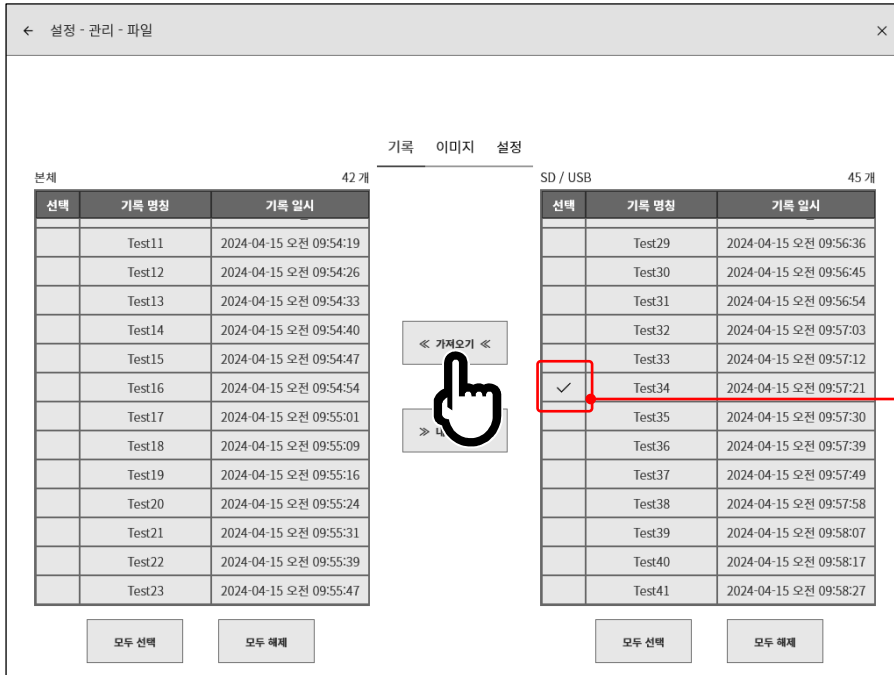 ← 설정 - 관리 - 파일 ×
기록 이미지 설정
본체 42 개
선택 기록 명칭 기록 일시
Test11 2024-04-15 오전 09:54:19
Test12 2024-04-15 오전 09:54:26
Test13 2024-04-15 오전 09:54:33
Test14 2024-04-15 오전 09:54:40
Test15 2024-04-15 오전 09:54:47
Test16 2024-04-15 오전 09:54:54
Test17 2024-04-15 오전 09:55:01
Test18 2024-04-15 오전 09:55:09
Test19 2024-04-15 오전 09:55:16
Test20 2024-04-15 오전 09:55:24
Test21 2024-04-15 오전 09:55:31
Test22 2024-04-15 오전 09:55:39
Test23 2024-04-15 오전 09:55:47
모두 선택 모두 해제
≪ 가져오기 ≪
≫
SD / USB 45 개
선택 기록 명칭 기록 일시
Test29 2024-04-15 오전 09:56:36
Test30 2024-04-15 오전 09:56:45
Test31 2024-04-15 오전 09:56:54
Test32 2024-04-15 오전 09:57:03
Test33 2024-04-15 오전 09:57:12
✓ Test34 2024-04-15 오전 09:57:21
Test35 2024-04-15 오전 09:57:30
Test36 2024-04-15 오전 09:57:39
Test37 2024-04-15 오전 09:57:49
Test38 2024-04-15 오전 09:57:58
Test39 2024-04-15 오전 09:58:07
Test40 2024-04-15 오전 09:58:17
Test41 2024-04-15 오전 09:58:27
모두 선택 모두 해제